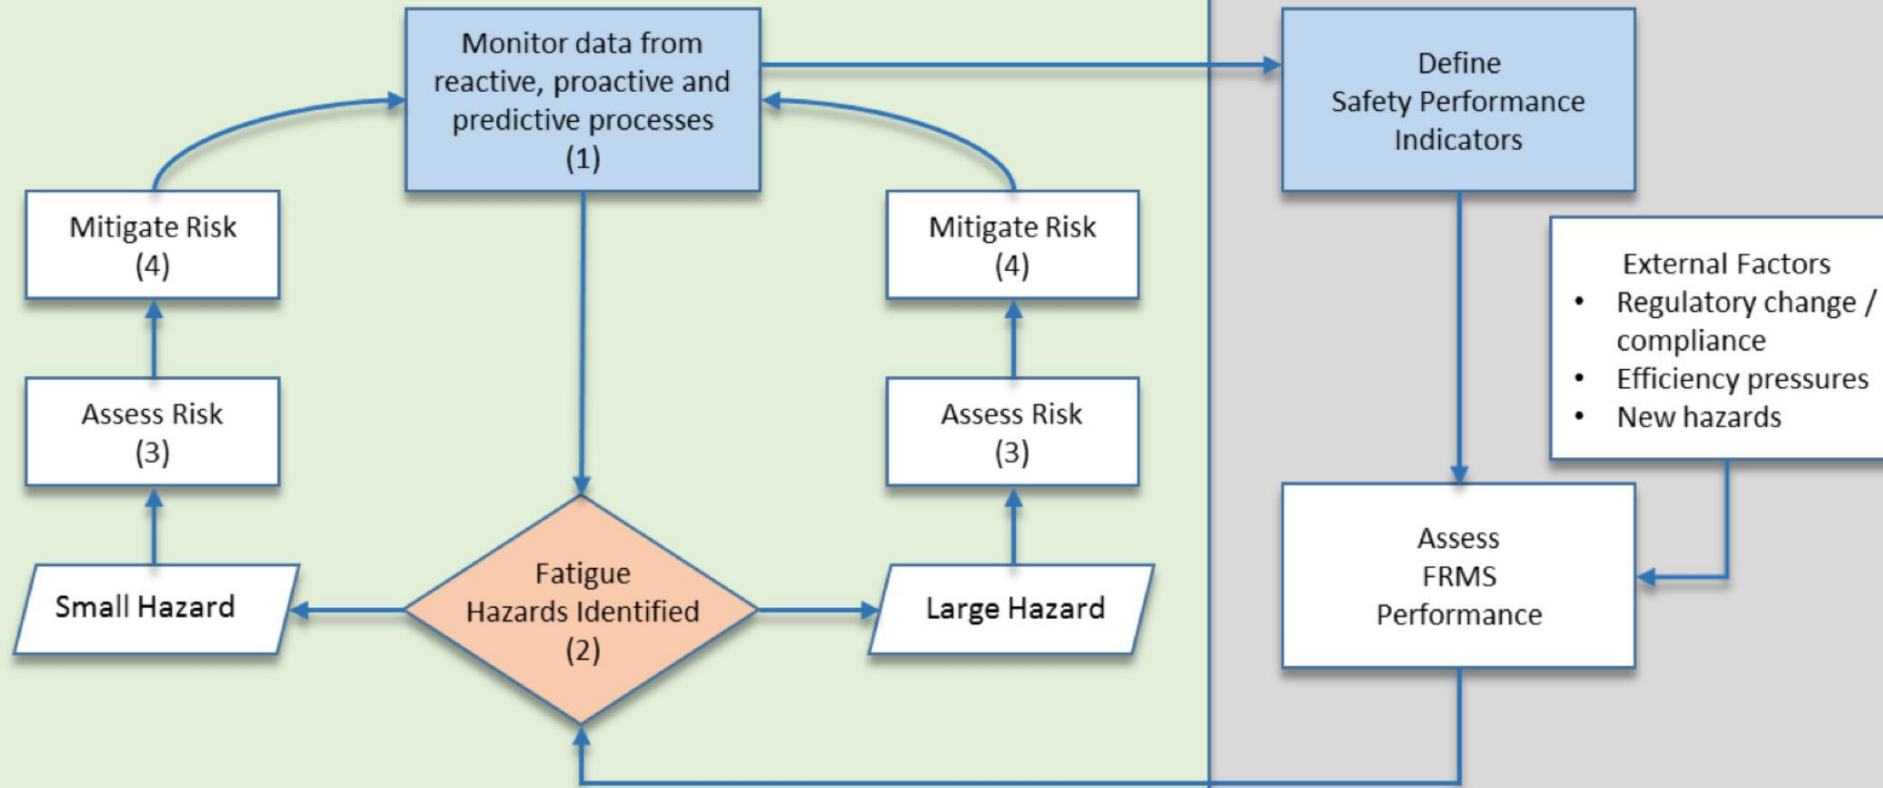 Monitor data from
reactive, proactive and
predictive processes
(1)
Define
Safety Performance
Indicators
Mitigate Risk
(4)
Mitigate Risk
(4)
External Factors
• Regulatory change /
compliance
• Efficiency pressures
• New hazards
Assess Risk
(3)
Assess Risk
(3)
Small Hazard
Fatigue
Hazards Identified
(2)
Large Hazard
Assess
FRMS
Performance